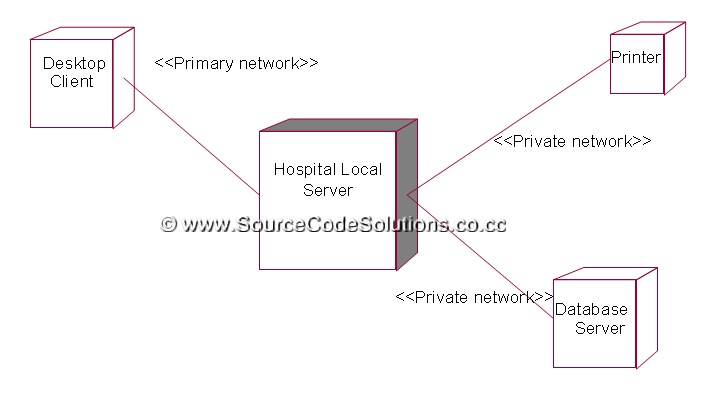 Desktop
Client
<<Primary network>>
Printer
<<Private network>>
Hospital Local
Server
© www.SourceCodeSolutions.co.cc
<<Private network>>
Database
Server